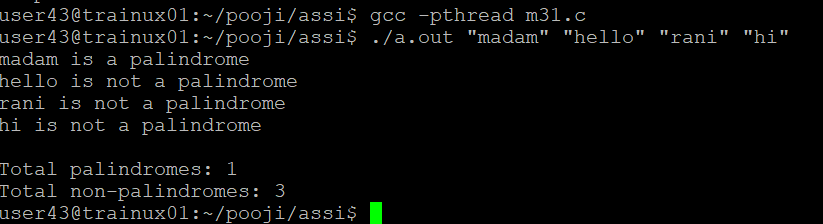 user43@trainux01:~/pooji/assi$ gcc -pthread m31.c
user43@trainux01:~/pooji/assi$ ./a.out "madam" "hello" "rani" "hi"
madam is a palindrome
hello is not a palindrome
rani is not a palindrome
hi is not a palindrome
Total palindromes: 1
Total non-palindromes: 3
user43@trainux01:~/pooji/assi$